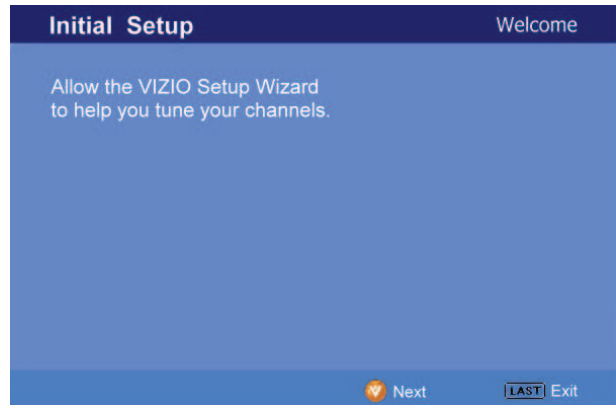 Initial Setup Welcome
Allow the VIZIO Setup Wizard
to help you tune your channels.
V Next LAST Exit